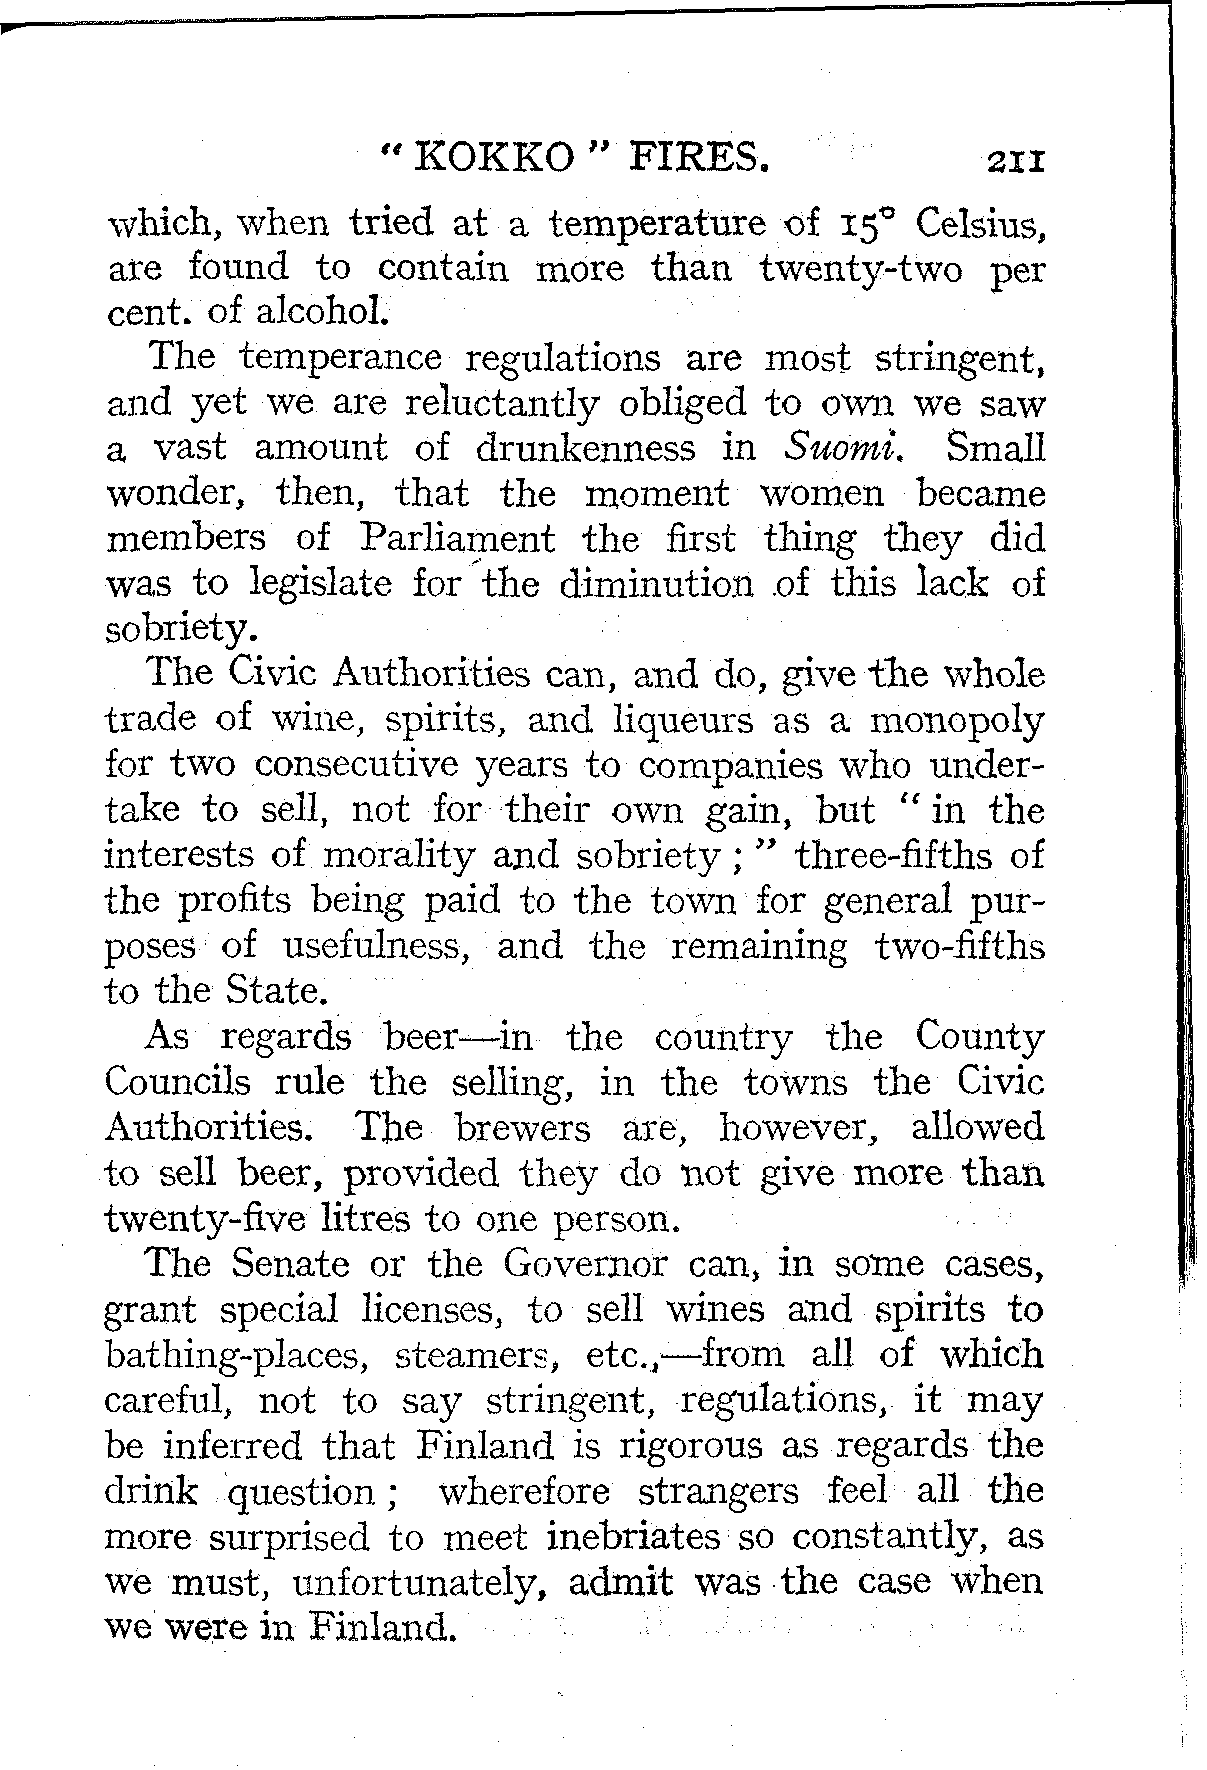 “ KOKKO ” FIRES. 211
which, when tried at a temperature of 15° Celsius,
are found to contain more than twenty-two per
cent. of alcohol.
The temperance regulations are most stringent,
and yet we are reluctantly obliged to own we saw
a vast amount of drunkenness in Suomi. Small
wonder, then, that the moment women became
members of Parliament the first thing they did
was to legislate for the diminution of this lack of
sobriety.
The Civic Authorities can, and do, give the whole
trade of wine, spirits, and liqueurs as a monopoly
for two consecutive years to companies who under-
take to sell, not for their own gain, but “ in the
interests of morality and sobriety ; ” three-fifths of
the profits being paid to the town for general pur-
poses of usefulness, and the remaining two-fifths
to the State.
As regards beer—in the country the County
Councils rule the selling, in the towns the Civic
Authorities. The brewers are, however, allowed
to sell beer, provided they do not give more than
twenty-five litres to one person.
The Senate or the Governor can, in some cases,
grant special licenses, to sell wines and spirits to
bathing-places, steamers, etc.,—from all of which
careful, not to say stringent, regulations, it may
be inferred that Finland is rigorous as regards the
drink question ; wherefore strangers feel all the
more surprised to meet inebriates so constantly, as
we must, unfortunately, admit was the case when
we were in Finland.